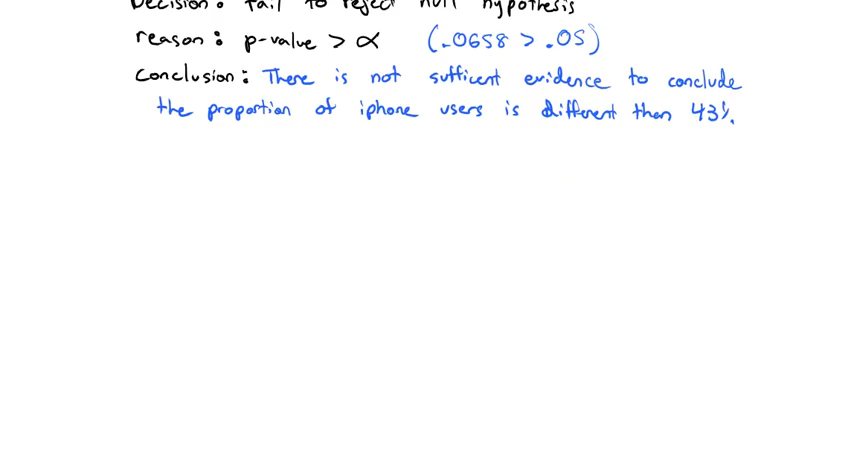 Decision: fail to reject null hypothesis
reason: p-value > α (.0658 > .05)
Conclusion: There is not sufficent evidence to conclude
the proportion of iphone users is different than 43%.